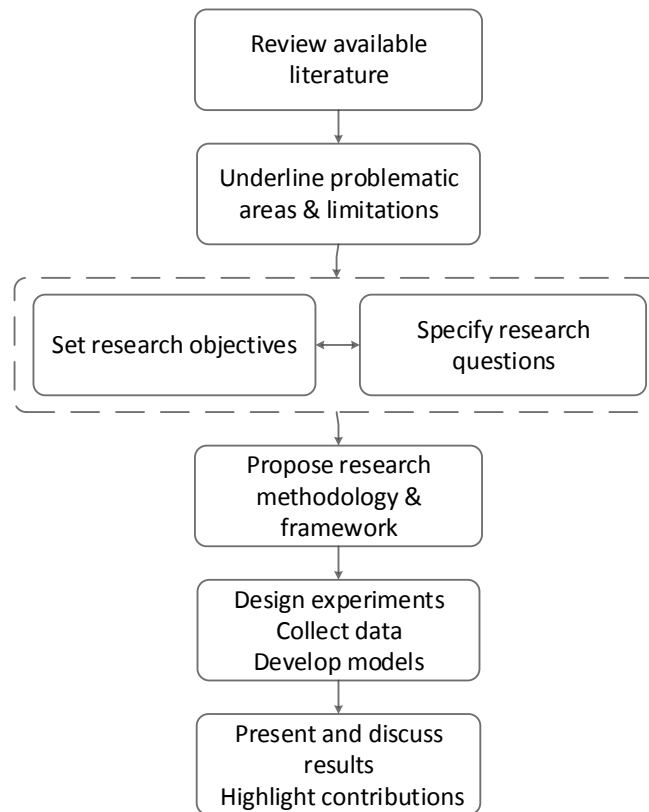 Review available
literature
Underline problematic
areas & limitations
Set research objectives
Specify research
questions
Propose research
methodology &
framework
Design experiments
Collect data
Develop models
Present and discuss
results
Highlight contributions